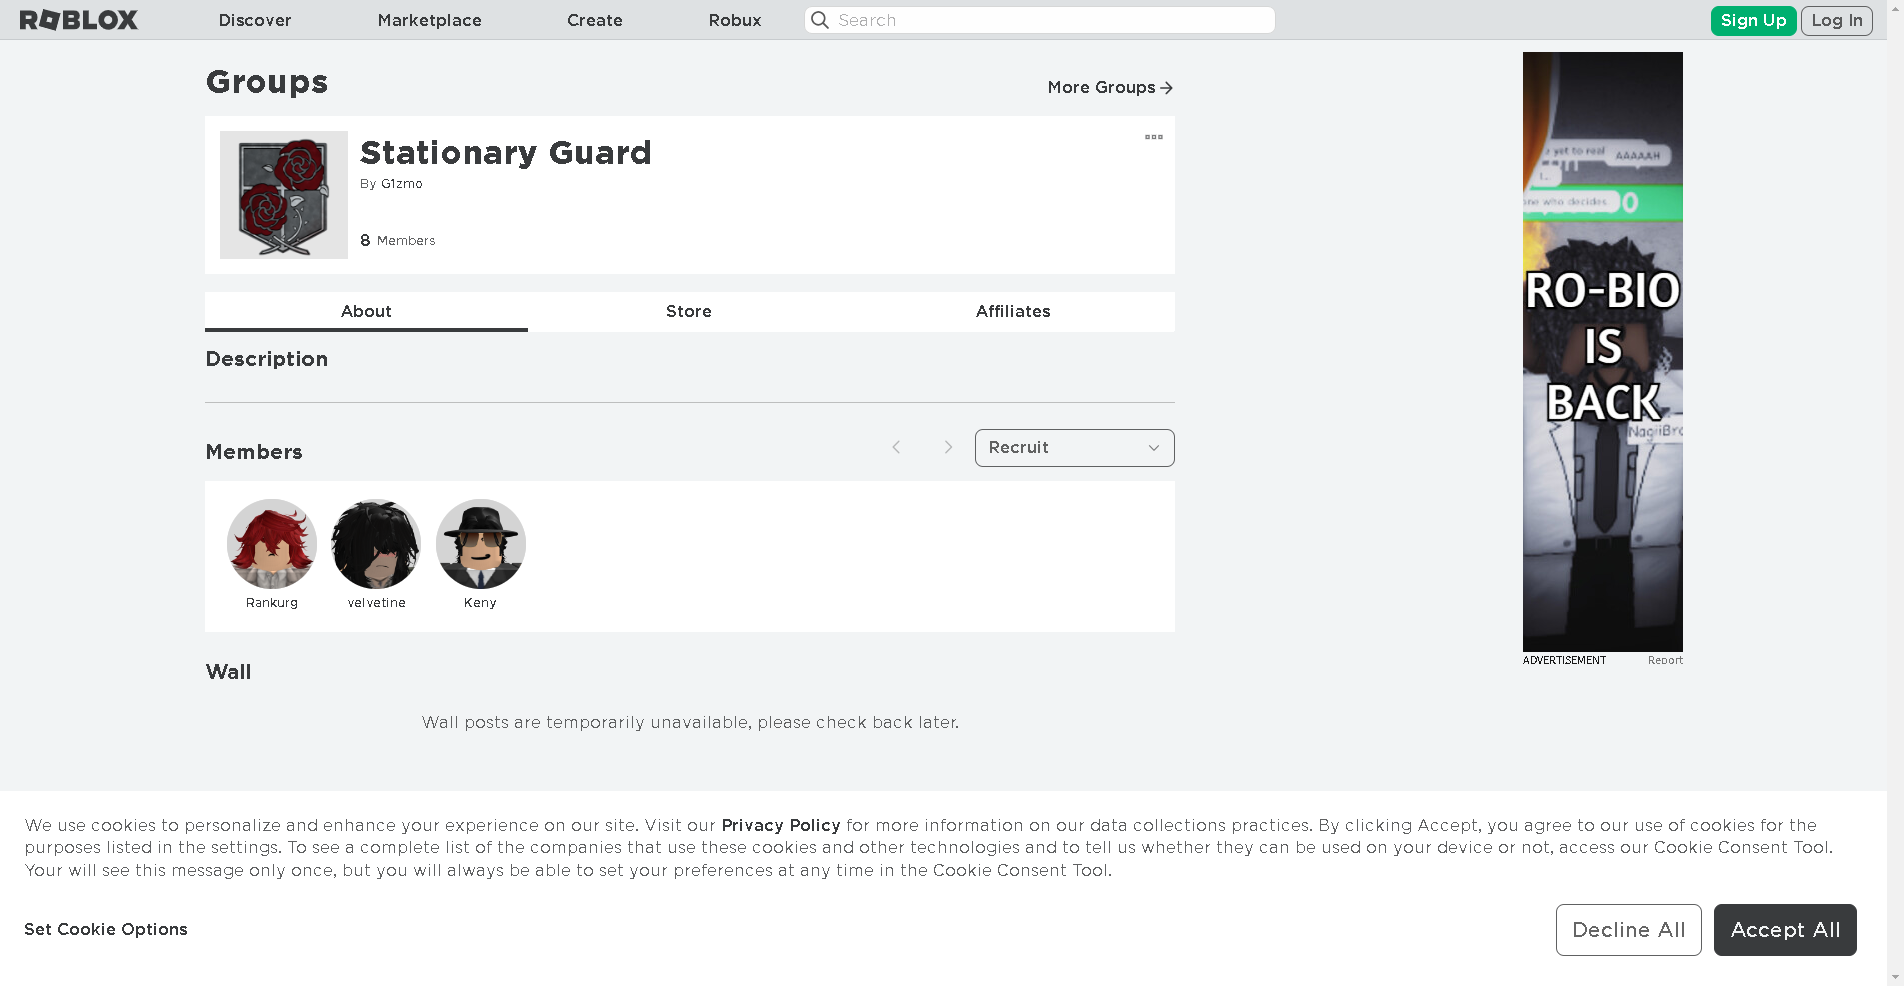 ROBLOX Discover Marketplace Create Robux Search Sign Up Log In
Groups
More Groups
Stationary Guard
By G1zmo
8 Members
About Store Affiliates
Description
Members
Recruit
Rankurg velvetine Keny
Wall
Wall posts are temporarily unavailable, please check back later.
yet to real
AAAAAH
one who decides..
0
RO-BIO
IS
BACK
ADVERTISEMENT Report
We use cookies to personalize and enhance your experience on our site. Visit our Privacy Policy for more information on our data collections practices. By clicking Accept, you agree to our use of cookies for the
purposes listed in the settings. To see a complete list of the companies that use these cookies and other technologies and to tell us whether they can be used on your device or not, access our Cookie Consent Tool.
Your will see this message only once, but you will always be able to set your preferences at any time in the Cookie Consent Tool.
Set Cookie Options
Decline All Accept All